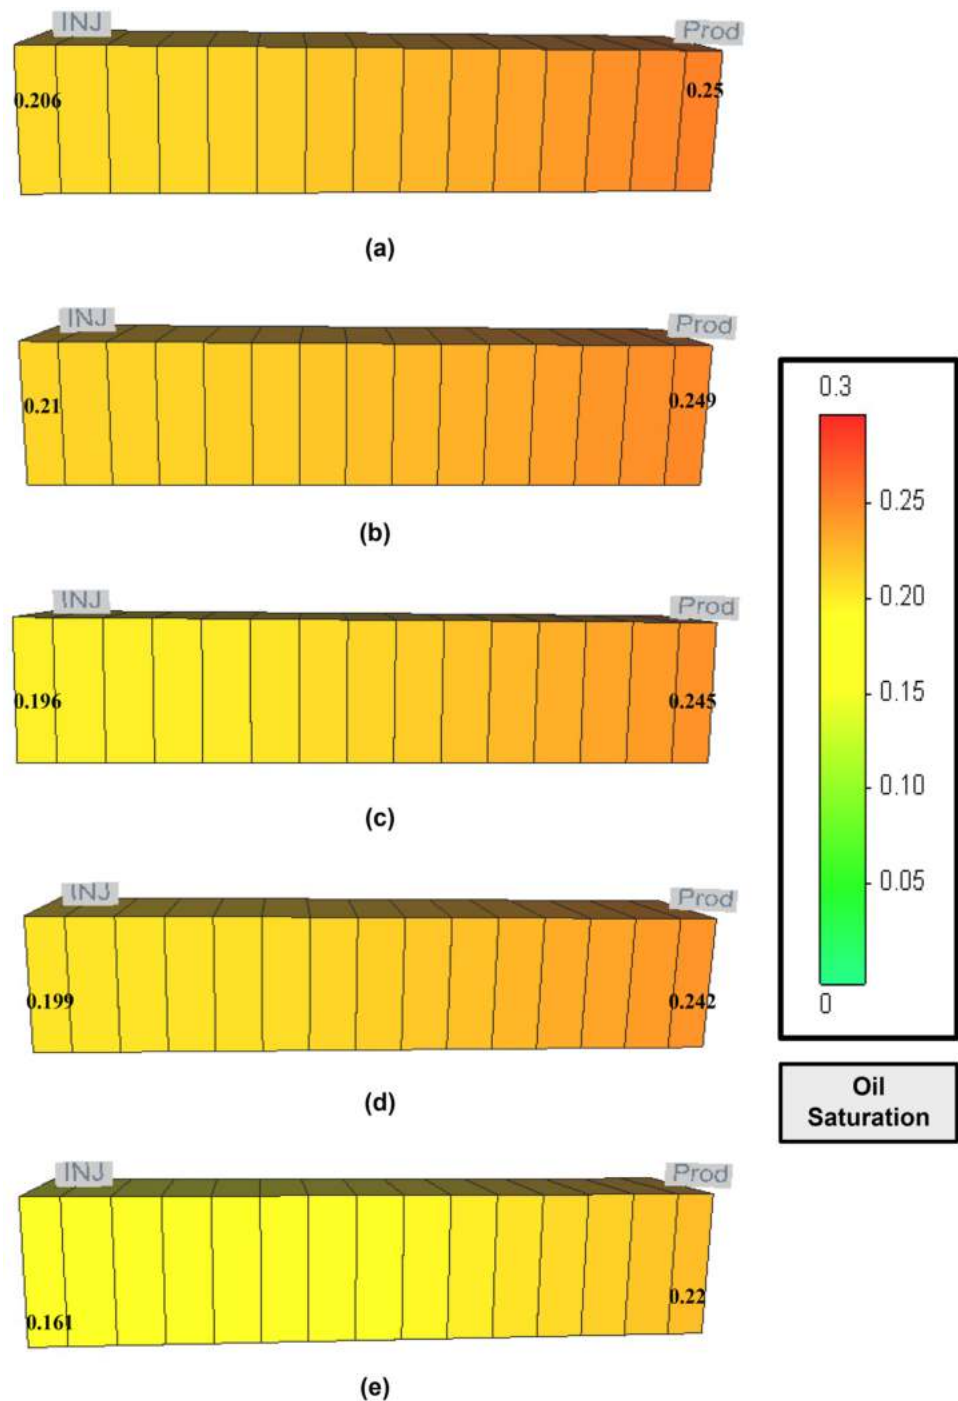 INJ Prod
0.206 0.25
(a)
INJ Prod
0.21 0.249
(b)
INJ Prod
0.196 0.245
(c)
INJ Prod
0.199 0.242
(d)
INJ Prod
0.161 0.22
(e)
0.3
0.25
0.20
0.15
0.10
0.05
0
Oil
Saturation